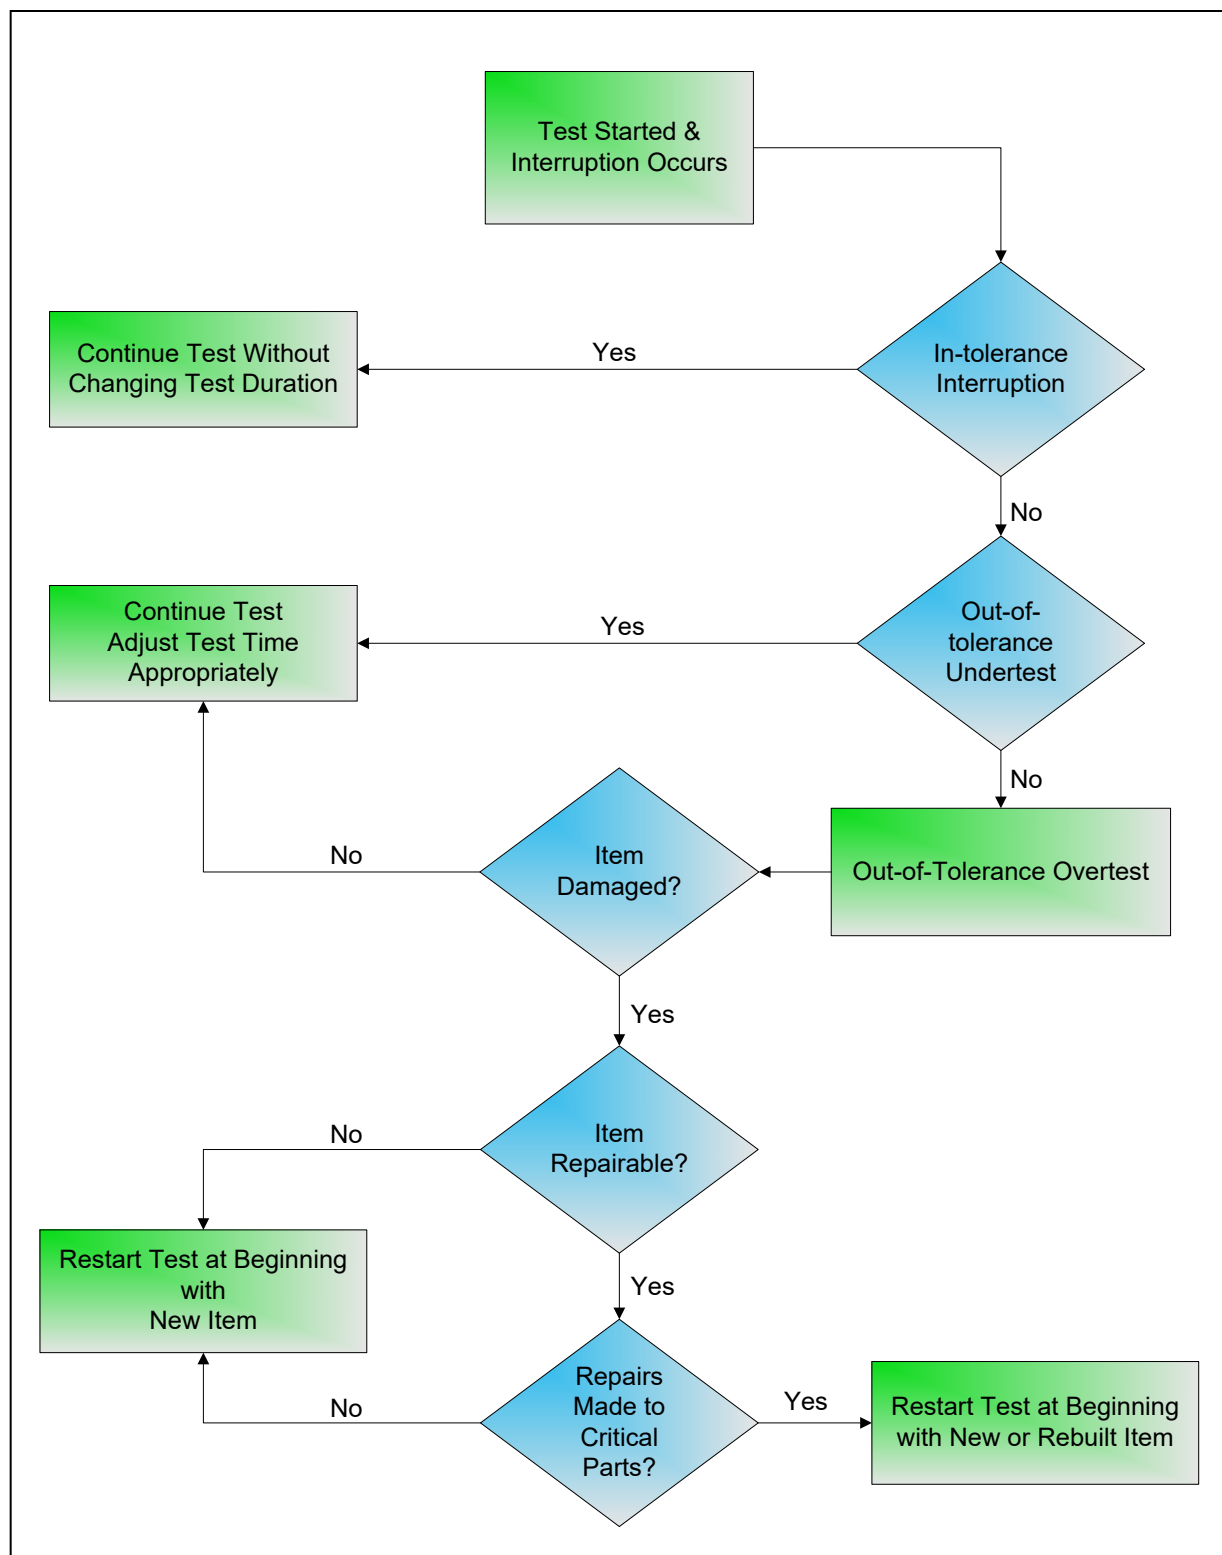 Test Started &
Interruption Occurs
In-tolerance
Interruption
Yes
Continue Test Without
Changing Test Duration
No
Out-of-
tolerance
Undertest
Yes
Continue Test
Adjust Test Time
Appropriately
No
Out-of-Tolerance Overtest
Item
Damaged?
No
Yes
Item
Repairable?
No
Restart Test at Beginning
with
New Item
Yes
Repairs
Made to
Critical
Parts?
No
Yes
Restart Test at Beginning
with New or Rebuilt Item